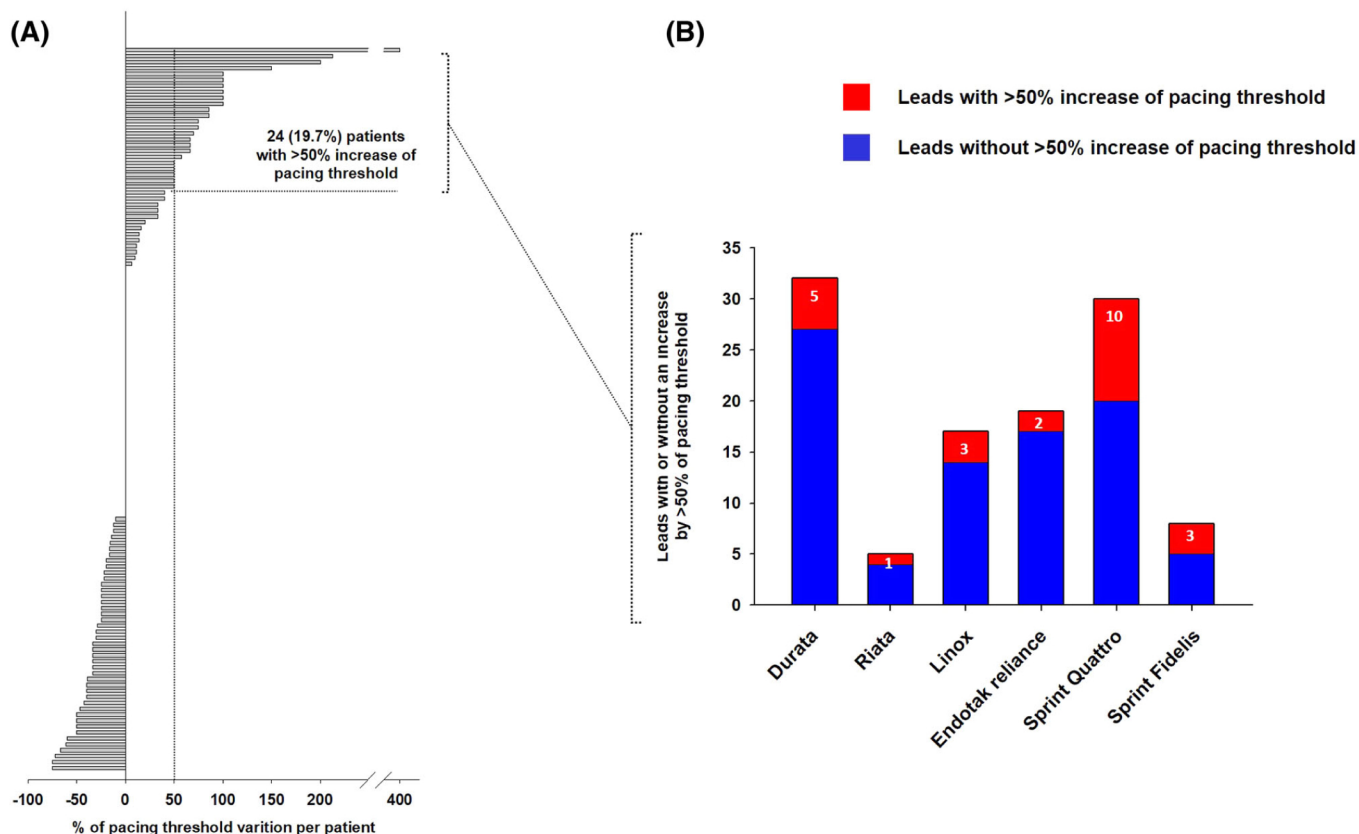 (A)
24 (19.7%) patients
with >50% increase of
pacing threshold
-100 -50 0 50 100 150 200 400
% of pacing threshold varition per patient
(B)
Leads with >50% increase of pacing threshold
Leads without >50% increase of pacing threshold
Leads with or without an increase
by >50% of pacing threshold
35
30
25
20
15
10
5
0
5
1
3
2
10
3
Durata
Riata
Linox
Endotak reliance
Sprint Quattro
Sprint Fidelis